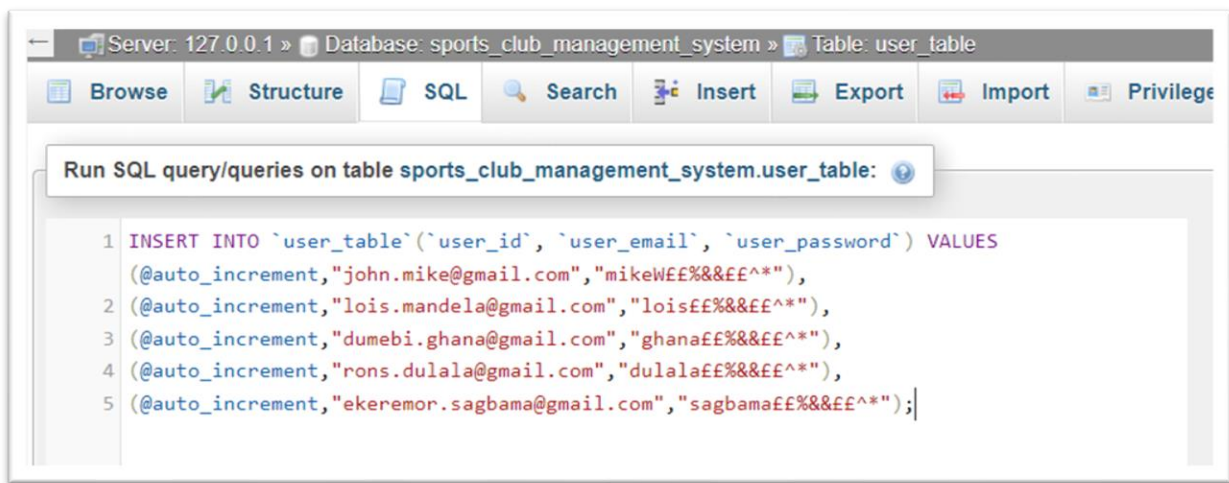 ← Server: 127.0.0.1 » Database: sports_club_management_system » Table: user_table
Browse Structure SQL Search Insert Export Import Privilege
Run SQL query/queries on table sports_club_management_system.user_table:
1 INSERT INTO `user_table`(`user_id`, `user_email`, `user_password`) VALUES
(@auto_increment,"john.mike@gmail.com","mikeW££%&&££^*"),
2 (@auto_increment,"lois.mandela@gmail.com","lois££%&&££^*"),
3 (@auto_increment,"dumebi.ghana@gmail.com","ghana££%&&££^*"),
4 (@auto_increment,"rons.dulala@gmail.com","dulala££%&&££^*"),
5 (@auto_increment,"ekeremor.sagbama@gmail.com","sagbama££%&&££^*");